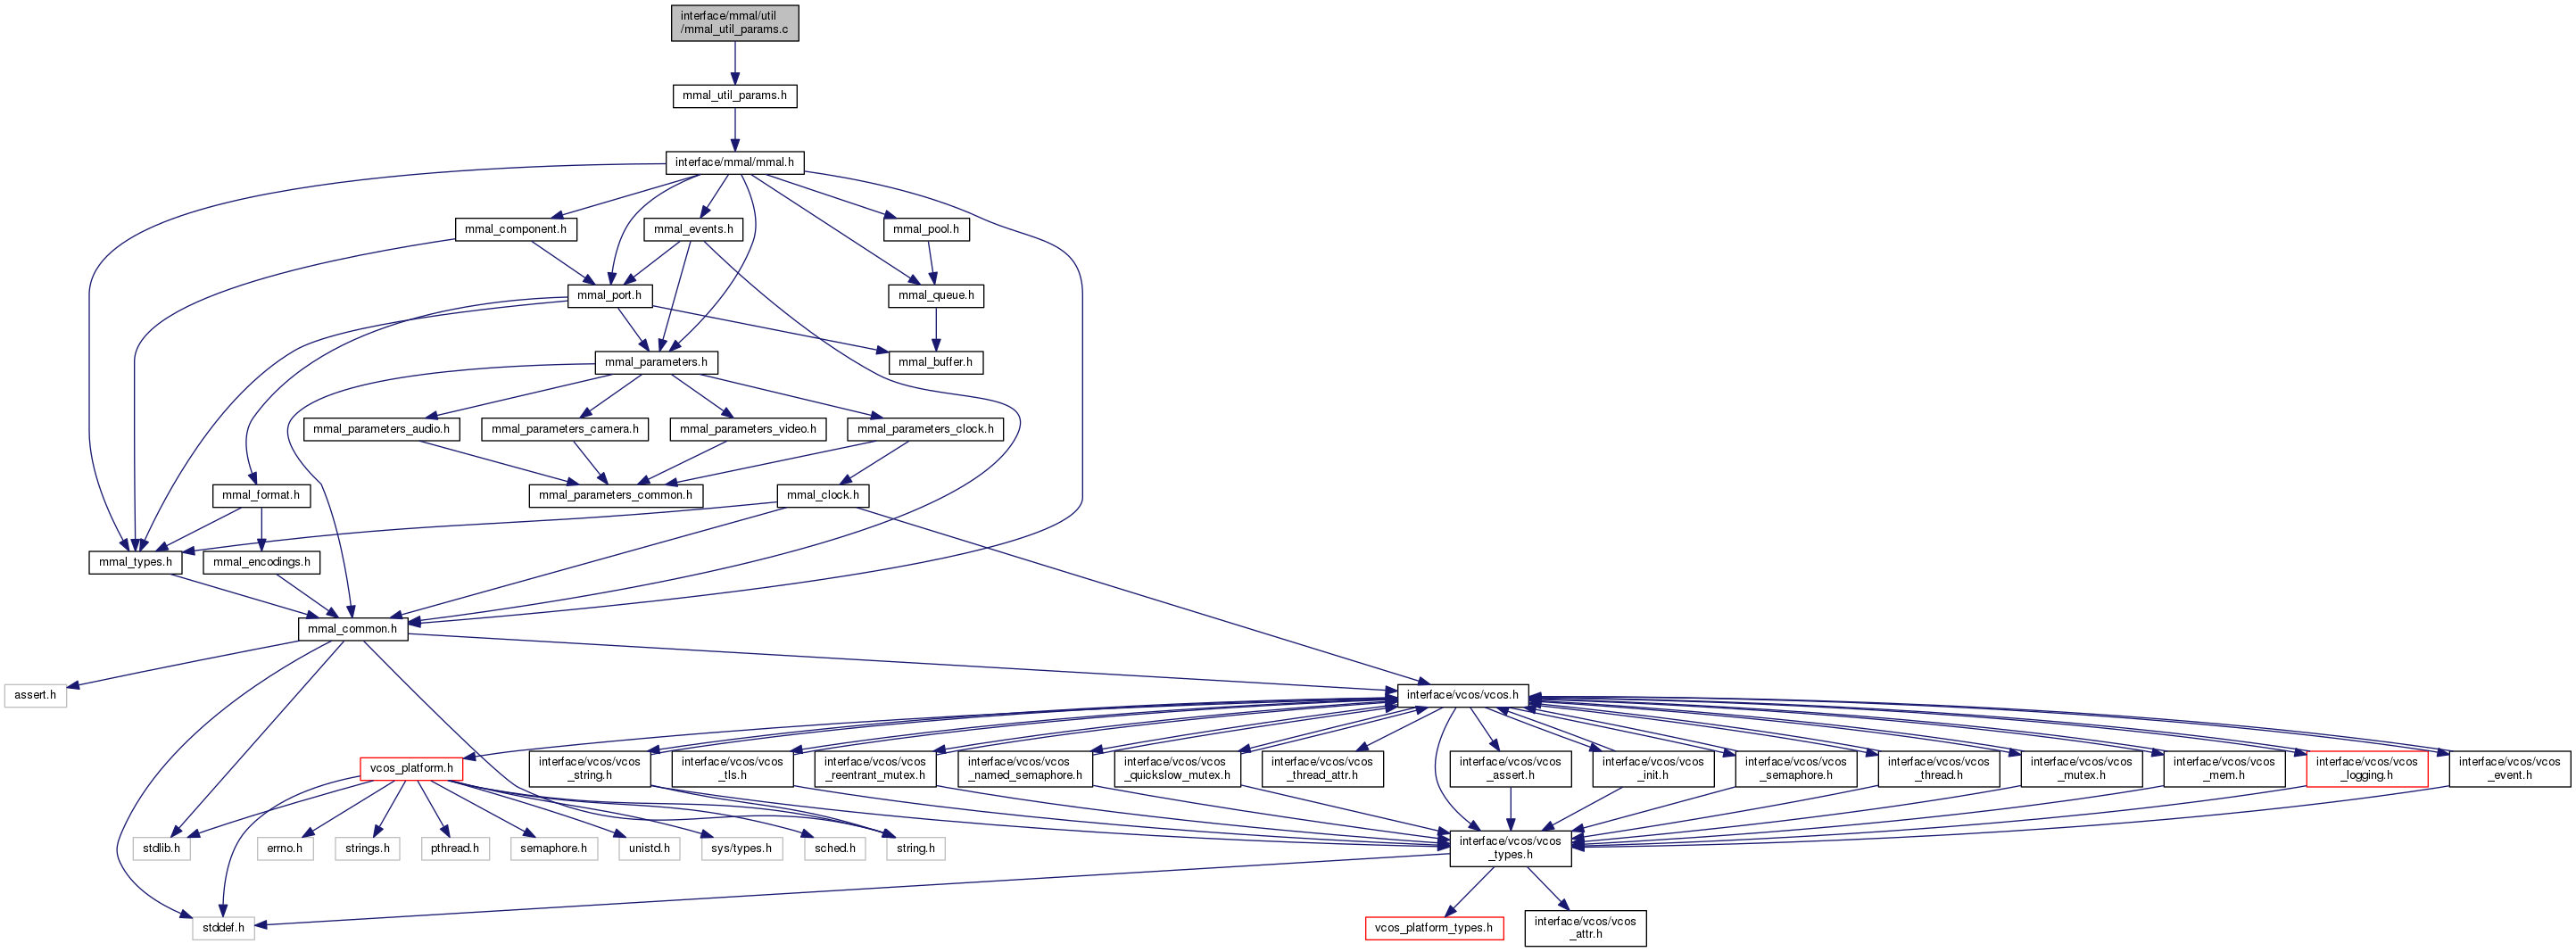 interface/mmal/util
/mmal_util_params.c
mmal_util_params.h
interface/mmal/mmal.h
mmal_component.h
mmal_events.h
mmal_pool.h
mmal_port.h
mmal_queue.h
mmal_parameters.h
mmal_buffer.h
mmal_parameters_audio.h
mmal_parameters_camera.h
mmal_parameters_video.h
mmal_parameters_clock.h
mmal_format.h
mmal_parameters_common.h
mmal_clock.h
mmal_types.h
mmal_encodings.h
mmal_common.h
assert.h
interface/vcos/vcos.h
vcos_platform.h
interface/vcos/vcos
_string.h
interface/vcos/vcos
_tls.h
interface/vcos/vcos
_reentrant_mutex.h
interface/vcos/vcos
_named_semaphore.h
interface/vcos/vcos
_quickslow_mutex.h
interface/vcos/vcos
_thread_attr.h
interface/vcos/vcos
_assert.h
interface/vcos/vcos
_init.h
interface/vcos/vcos
_semaphore.h
interface/vcos/vcos
_thread.h
interface/vcos/vcos
_mutex.h
interface/vcos/vcos
_mem.h
interface/vcos/vcos
_logging.h
interface/vcos/vcos
_event.h
stdlib.h
errno.h
strings.h
pthread.h
semaphore.h
unistd.h
sys/types.h
sched.h
string.h
interface/vcos/vcos
_types.h
stddef.h
vcos_platform_types.h
interface/vcos/vcos
_attr.h